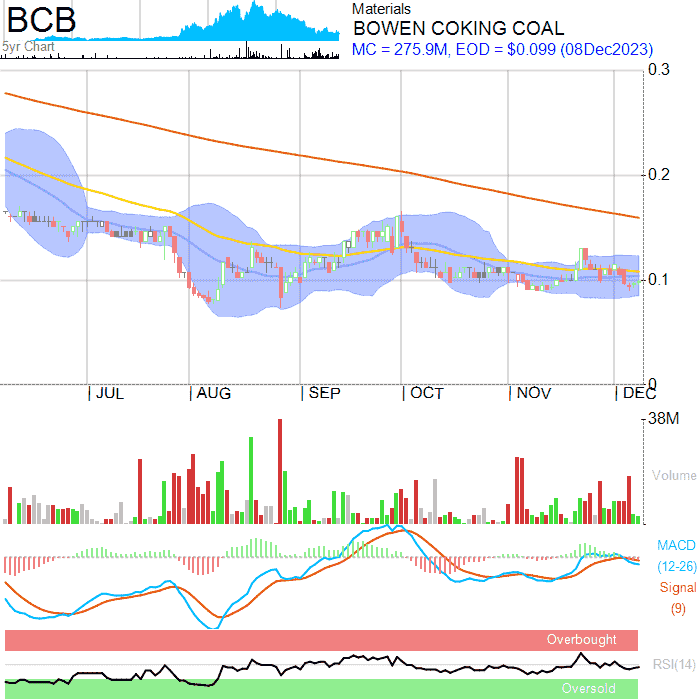 BCB
5yr Chart
Materials
BOWEN COKING COAL
MC = 275.9M, EOD = $0.099 (08Dec2023)
0.3
0.2
0.1
0
JUL AUG SEP OCT NOV DEC
38M
Volume
MACD
(12-26)
Signal
(9)
Overbought
RSI(14)
Oversold